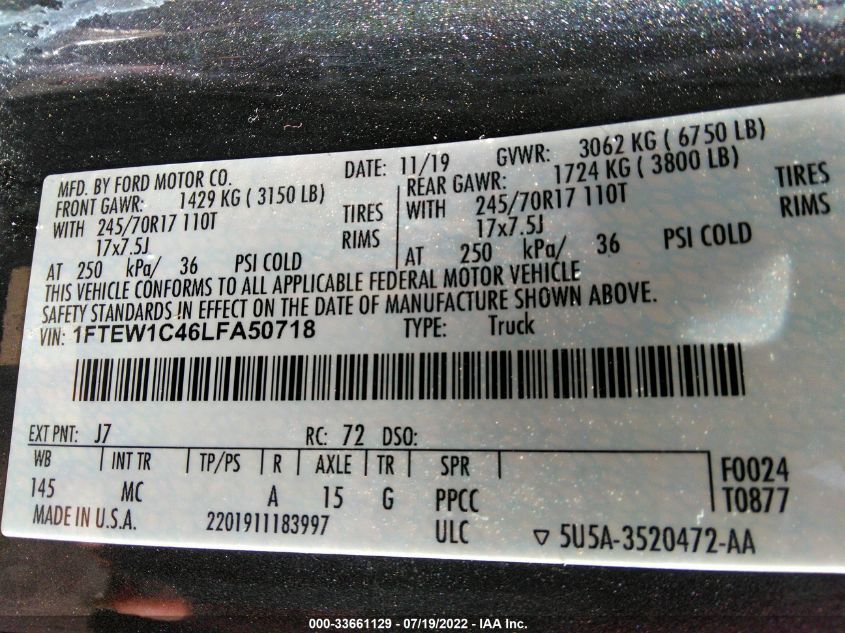 MFD. BY FORD MOTOR CO. DATE: 11/19 GVWR: 3062 KG ( 6750 LB)
FRONT GAWR: 1429 KG ( 3150 LB) REAR GAWR: 1724 KG ( 3800 LB)
WITH 245/70R17 110T TIRES WITH 245/70R17 110T TIRES
17x7.5J RIMS 17x7.5J RIMS
AT 250 kPa/ 36 PSI COLD AT 250 kPa/ 36 PSI COLD
THIS VEHICLE CONFORMS TO ALL APPLICABLE FEDERAL MOTOR VEHICLE
SAFETY STANDARDS IN EFFECT ON THE DATE OF MANUFACTURE SHOWN ABOVE.
VIN: 1FTEW1C46LFA50718 TYPE: Truck
EXT PNT: J7 RC: 72 DSO:
WB INT TR TP/PS R AXLE TR SPR F0024
145 MC A 15 G PPCC T0877
MADE IN U.S.A. 2201911183997 ULC ▽ 5U5A-3520472-AA
000-33661129 - 07/19/2022 - IAA Inc.